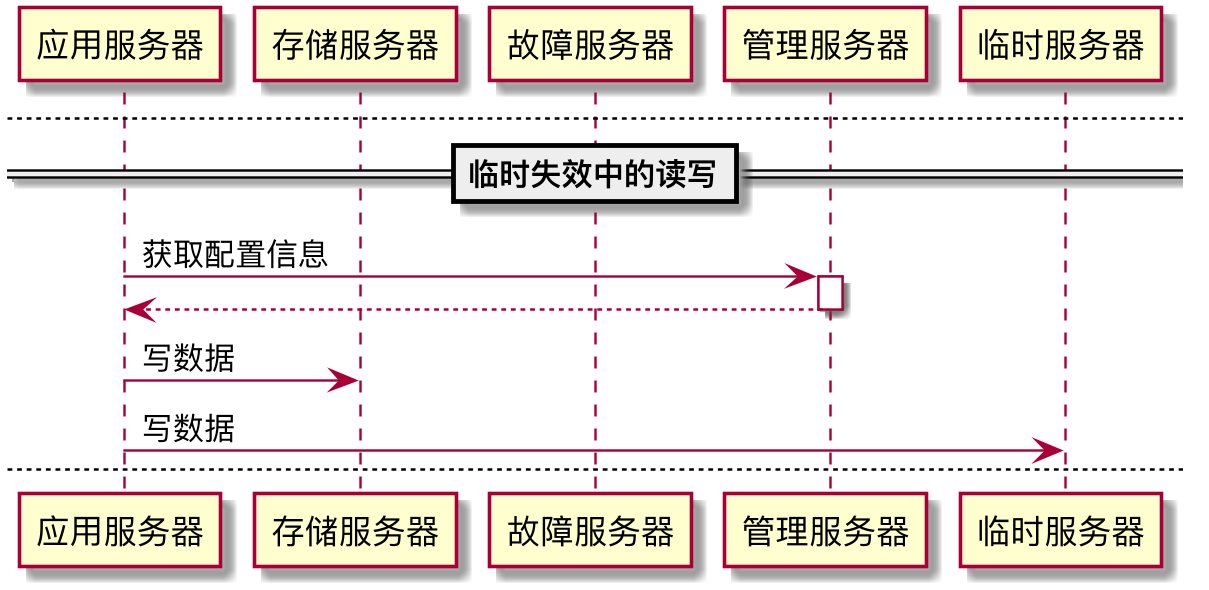 应用服务器
存储服务器
故障服务器
管理服务器
临时服务器
临时失效中的读写
获取配置信息
写数据
写数据
应用服务器
存储服务器
故障服务器
管理服务器
临时服务器